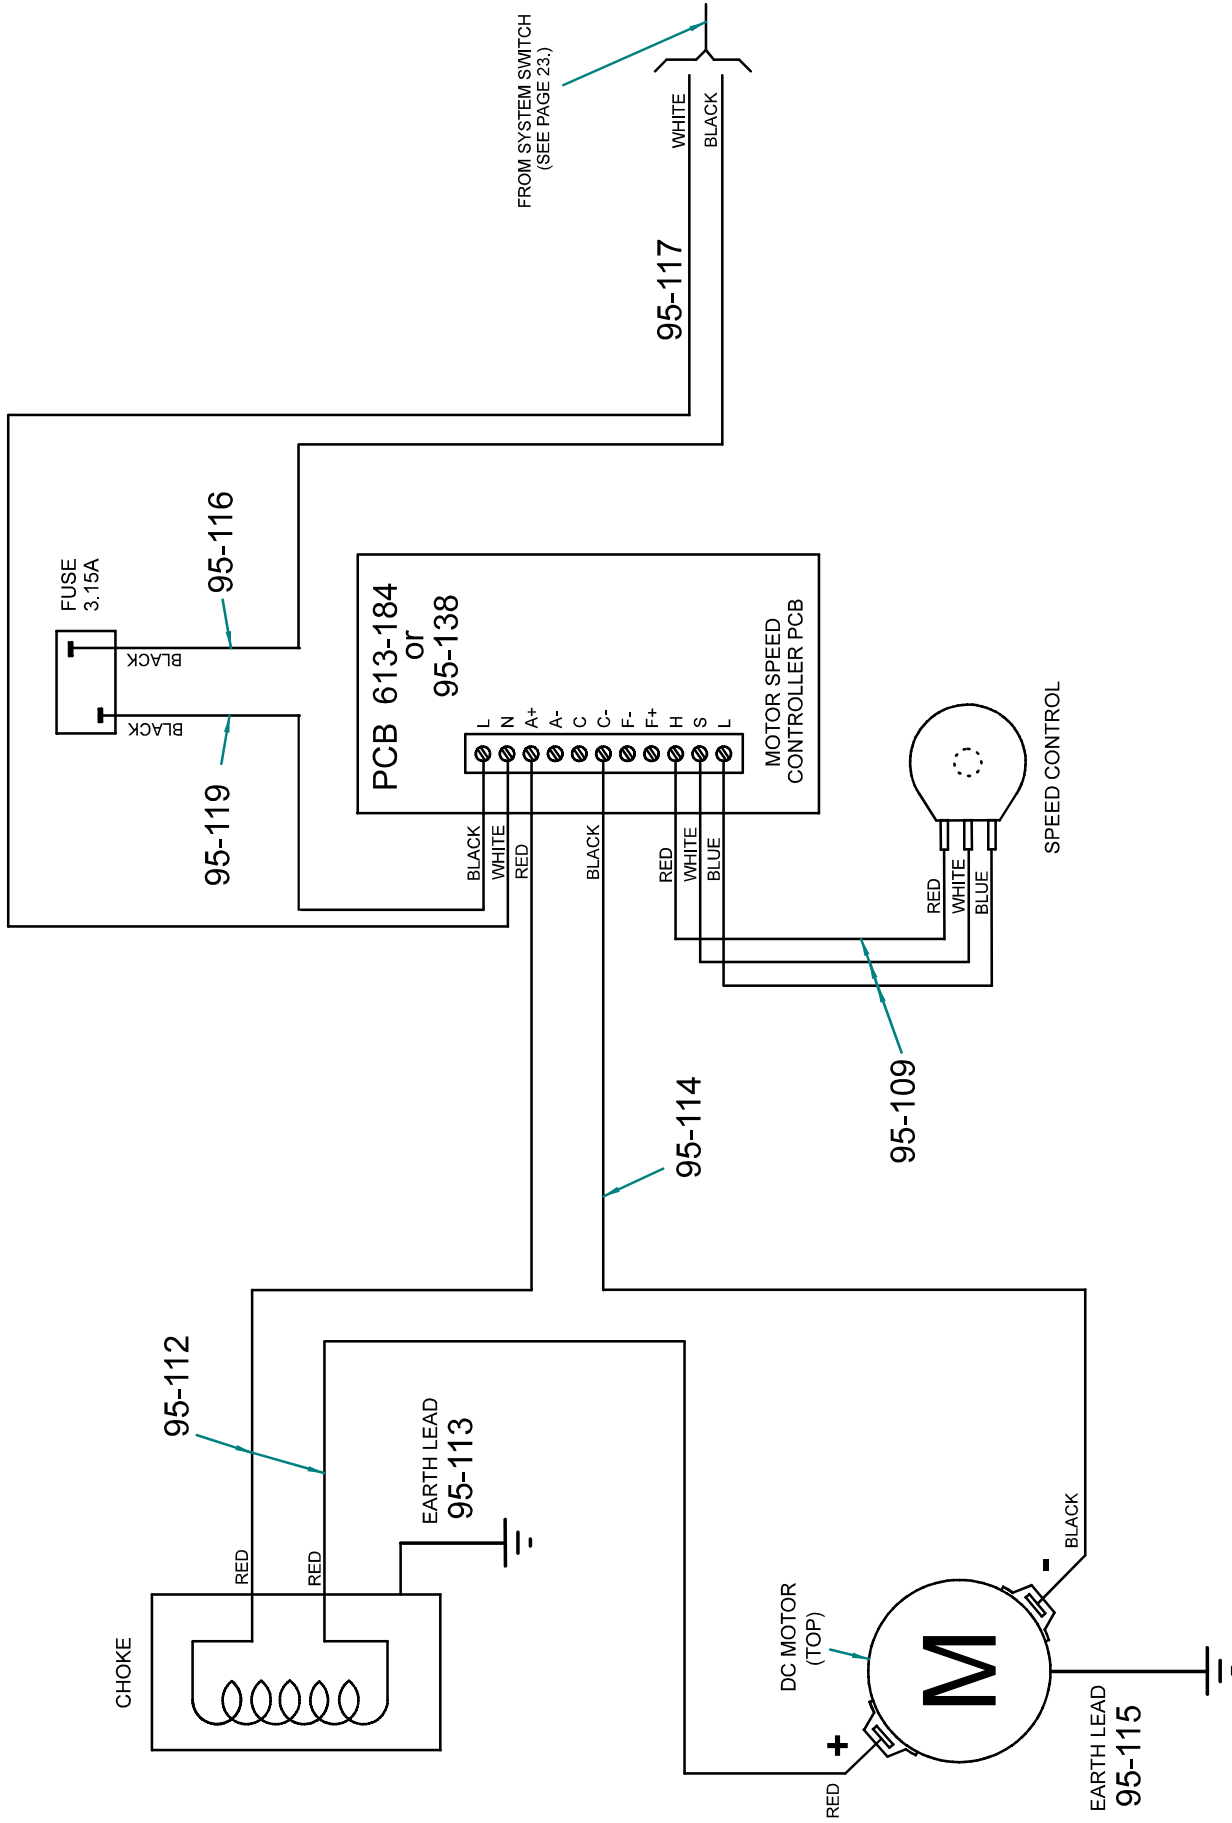 CHOKE
RED
RED
95-112
EARTH LEAD
95-113
DC MOTOR
(TOP)
M
+
-
RED
BLACK
EARTH LEAD
95-115
95-114
95-109
FUSE
3.15A
BLACK
BLACK
95-119
95-116
PCB 613-184
or
95-138
L
N
A+
A-
C
C-
F-
F+
H
S
L
MOTOR SPEED
CONTROLLER PCB
BLACK
WHITE
RED
BLACK
RED
WHITE
BLUE
RED
WHITE
BLUE
SPEED CONTROL
95-117
WHITE
BLACK
FROM SYSTEM SWITCH
(SEE PAGE 23.)